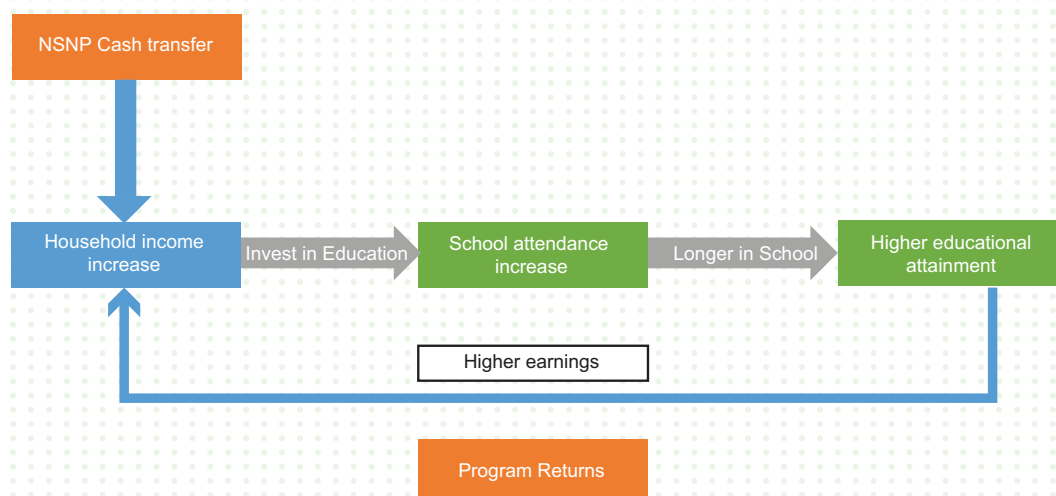 NSNP Cash transfer
Household income
increase
Invest in Education
School attendance
increase
Longer in School
Higher educational
attainment
Higher earnings
Program Returns